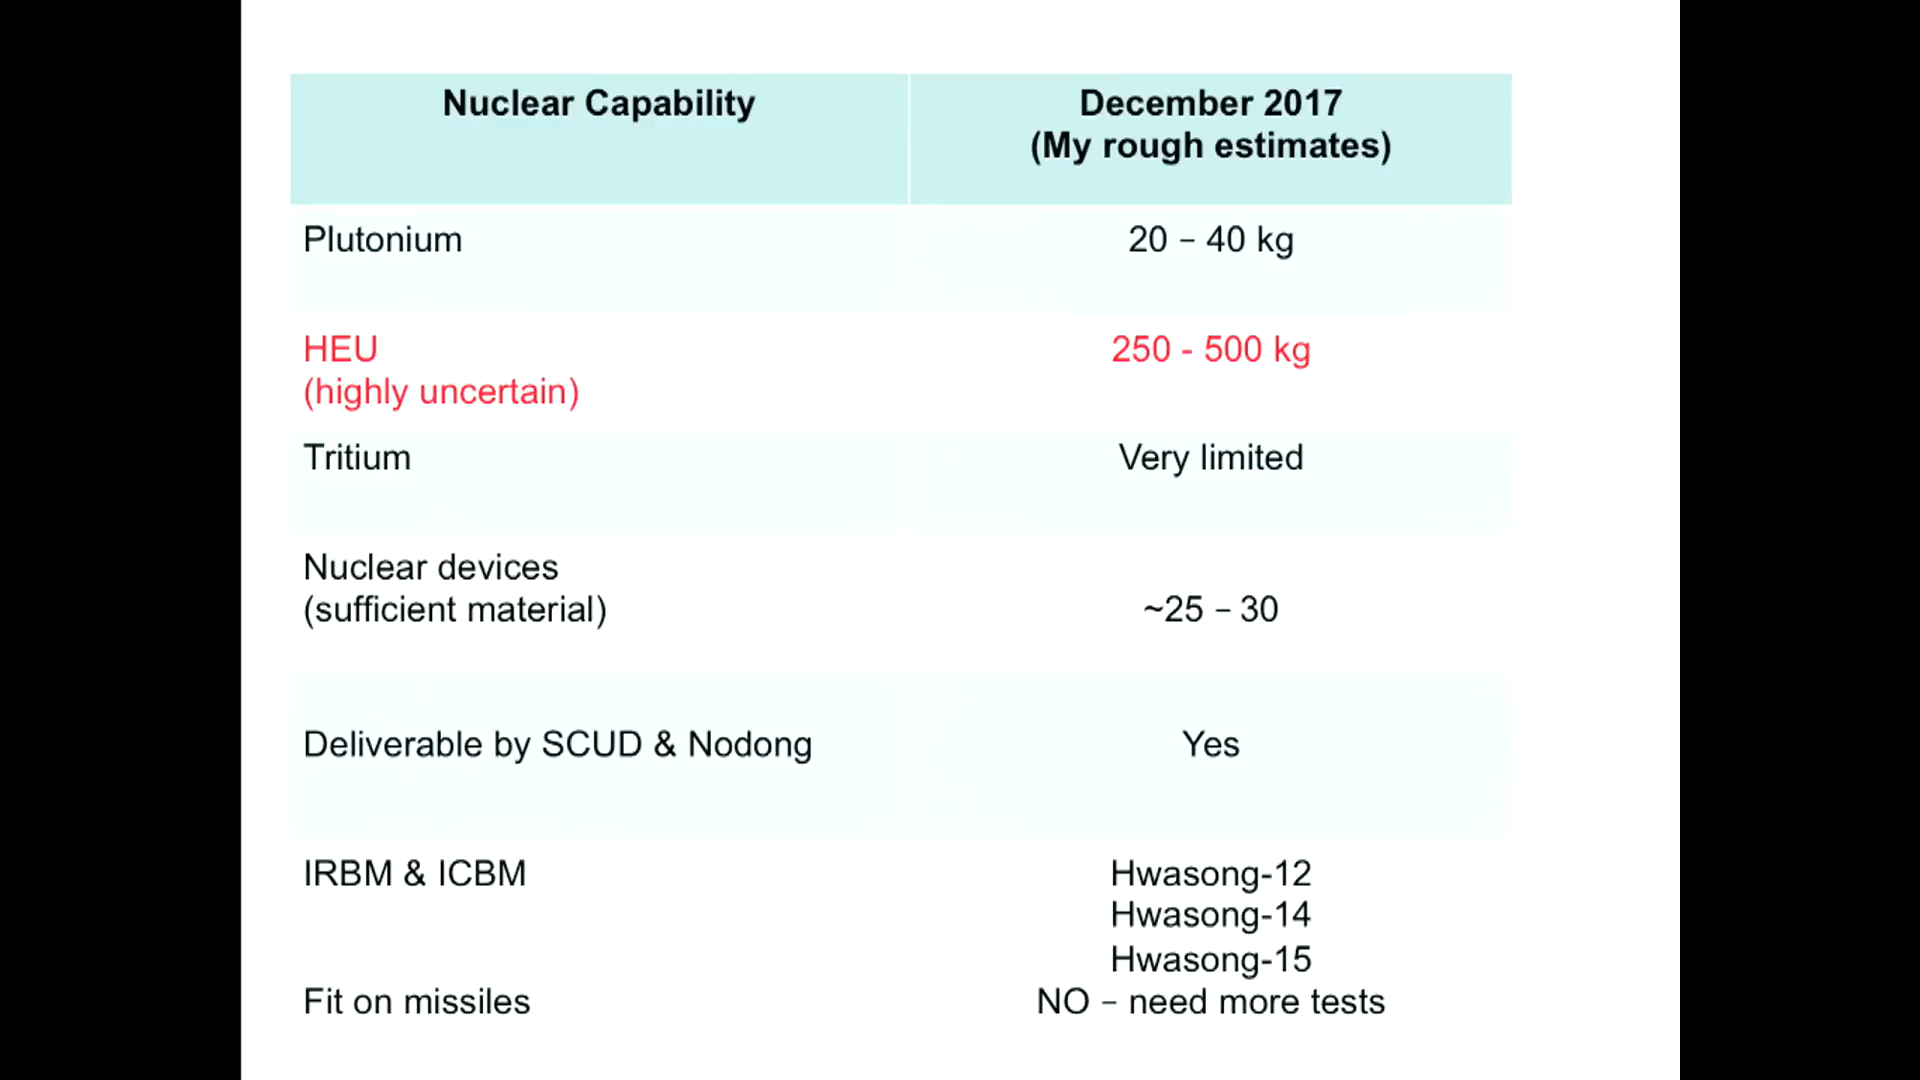 Nuclear Capability
December 2017
(My rough estimates)
Plutonium
20 – 40 kg
HEU
(highly uncertain)
250 - 500 kg
Tritium
Very limited
Nuclear devices
(sufficient material)
~25 – 30
Deliverable by SCUD & Nodong
Yes
IRBM & ICBM
Hwasong-12
Hwasong-14
Hwasong-15
Fit on missiles
NO – need more tests